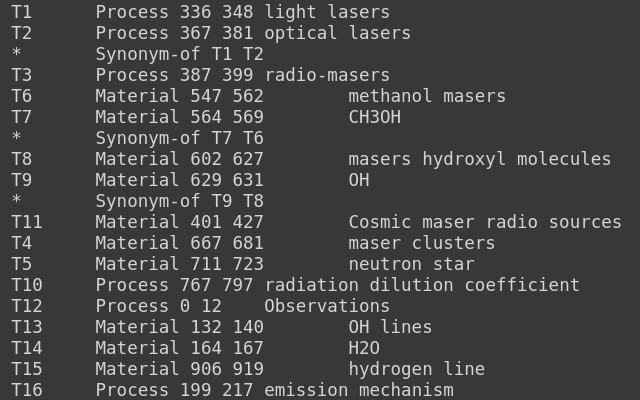 T1 Process 336 348 light lasers
T2 Process 367 381 optical lasers
* Synonym-of T1 T2
T3 Process 387 399 radio-masers
T6 Material 547 562 methanol masers
T7 Material 564 569 CH3OH
* Synonym-of T7 T6
T8 Material 602 627 masers hydroxyl molecules
T9 Material 629 631 OH
* Synonym-of T9 T8
T11 Material 401 427 Cosmic maser radio sources
T4 Material 667 681 maser clusters
T5 Material 711 723 neutron star
T10 Process 767 797 radiation dilution coefficient
T12 Process 0 12 Observations
T13 Material 132 140 OH lines
T14 Material 164 167 H2O
T15 Material 906 919 hydrogen line
T16 Process 199 217 emission mechanism